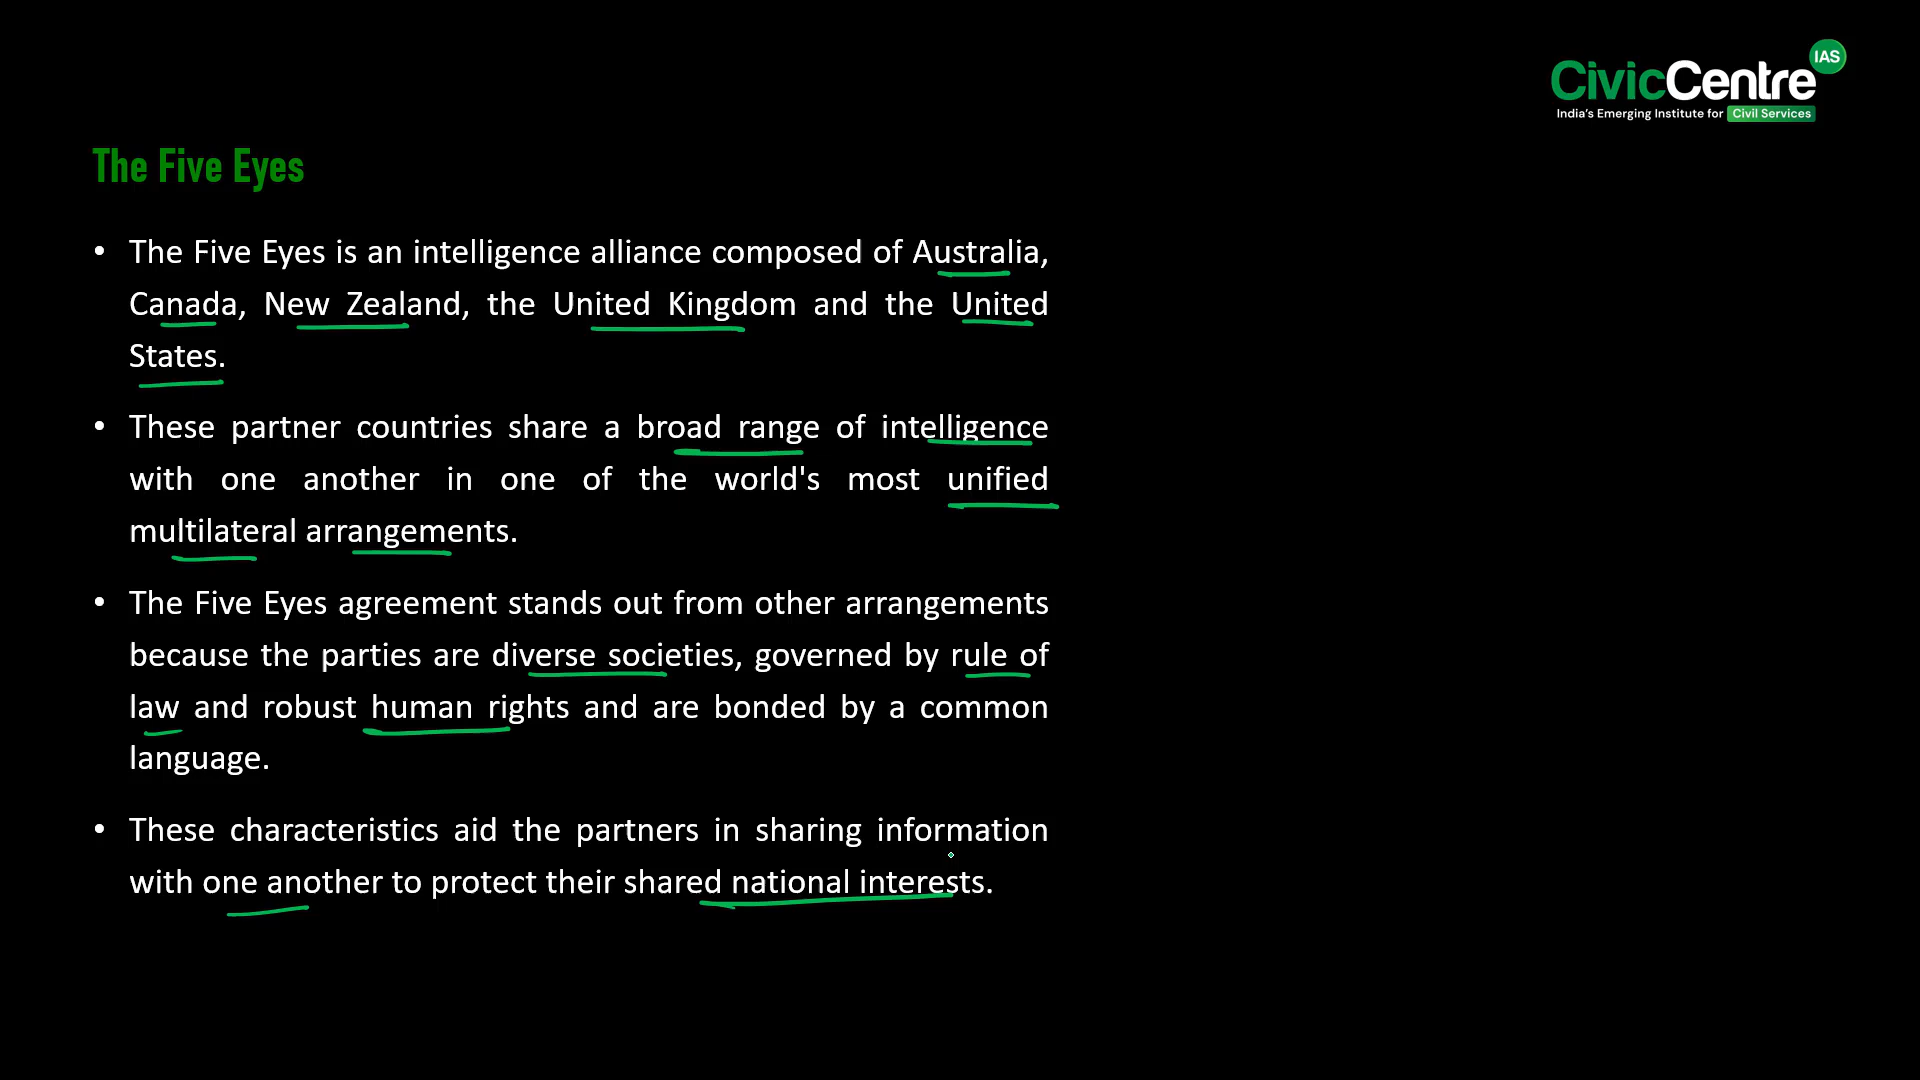 IAS
CivicCentre
India's Emerging Institute for Civil Services
The Five Eyes
• The Five Eyes is an intelligence alliance composed of Australia,
Canada, New Zealand, the United Kingdom and the United
States.
• These partner countries share a broad range of intelligence
with one another in one of the world's most unified
multilateral arrangements.
• The Five Eyes agreement stands out from other arrangements
because the parties are diverse societies, governed by rule of
law and robust human rights and are bonded by a common
language.
• These characteristics aid the partners in sharing information
with one another to protect their shared national interests.